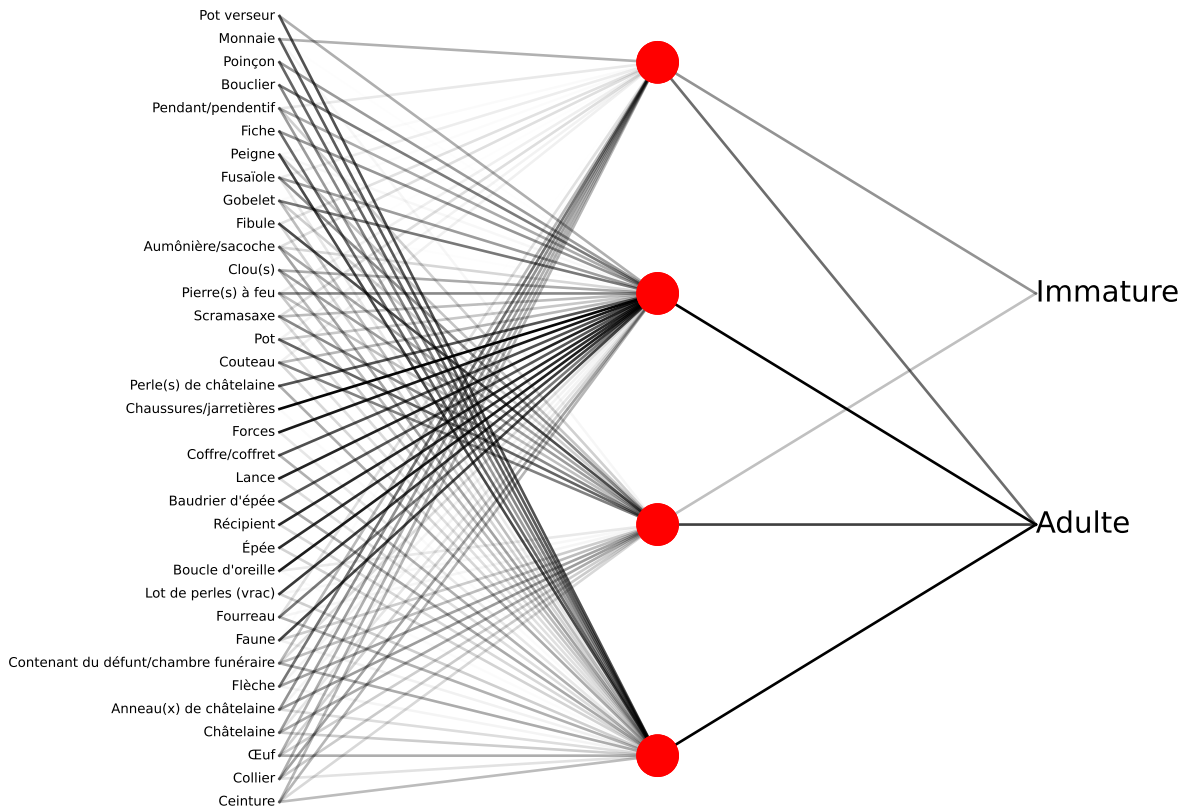 Pot verseur
Monnaie
Poinçon
Bouclier
Pendant/pendentif
Fiche
Peigne
Fusaïole
Gobelet
Fibule
Aumônière/sacoche
Clou(s)
Pierre(s) à feu
Scramasaxe
Pot
Couteau
Perle(s) de châtelaine
Chaussures/jarretières
Forces
Coffre/coffret
Lance
Baudrier d'épée
Récipient
Épée
Boucle d'oreille
Lot de perles (vrac)
Fourreau
Faune
Contenant du défunt/chambre funéraire
Flèche
Anneau(x) de châtelaine
Châtelaine
Œuf
Collier
Ceinture
Immature
Adulte